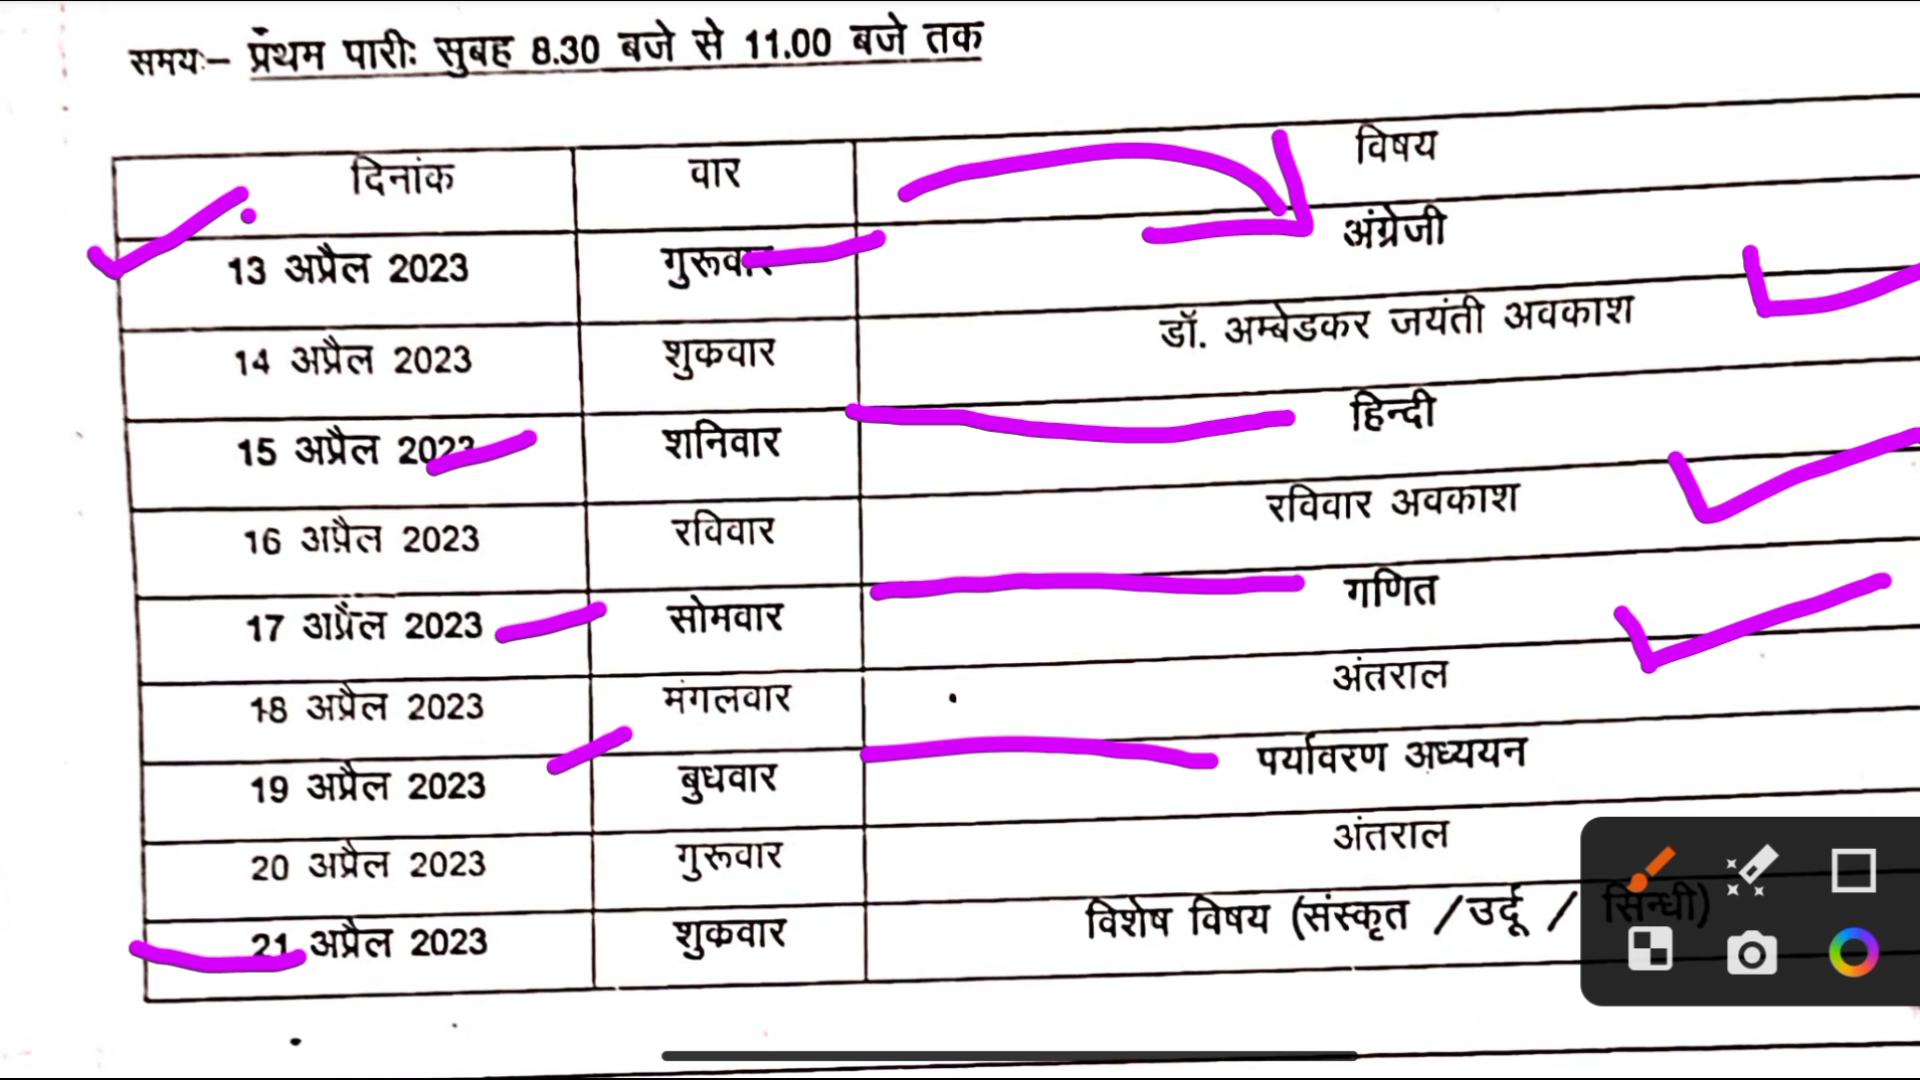 समयः– प्रथम पारीः सुबह 8.30 बजे से 11.00 बजे तक
दिनांक वार विषय
13 अप्रैल 2023 गुरूवार अंग्रेजी
14 अप्रैल 2023 शुक्रवार डॉ. अम्बेडकर जयंती अवकाश
15 अप्रैल 2023 शनिवार हिन्दी
16 अप्रैल 2023 रविवार रविवार अवकाश
17 अप्रैल 2023 सोमवार गणित
18 अप्रैल 2023 मंगलवार अंतराल
19 अप्रैल 2023 बुधवार पर्यावरण अध्ययन
20 अप्रैल 2023 गुरूवार अंतराल
21 अप्रैल 2023 शुक्रवार विशेष विषय (संस्कृत /उर्दू / सिन्धी)